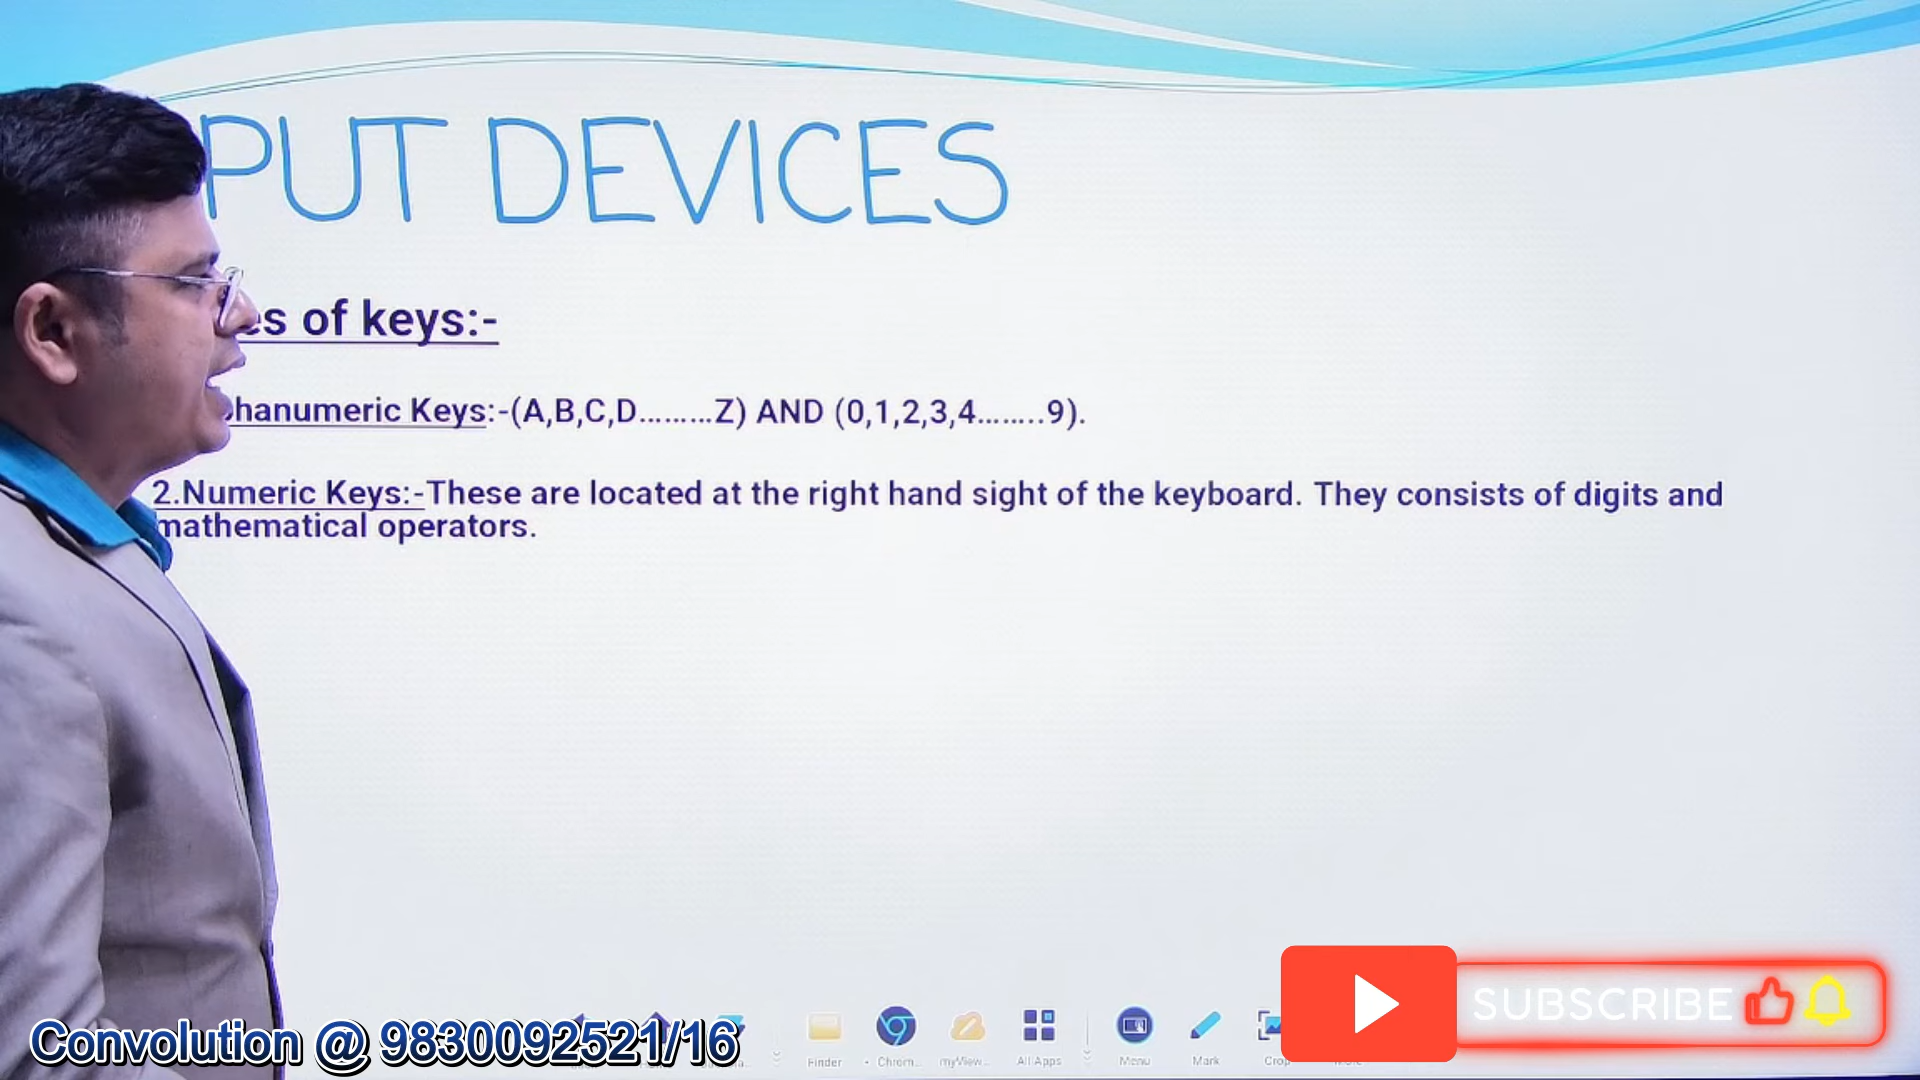 PUT DEVICES
es of keys:-
hanumeric Keys:-(A,B,C,D.........Z) AND (0,1,2,3,4........9).
2.Numeric Keys:-These are located at the right hand sight of the keyboard. They consists of digits and
mathematical operators.
SUBSCRIBE
Convolution @ 9830092521/16
Finder
Chrom...
myView...
All Apps
Menu
Mark
Crop